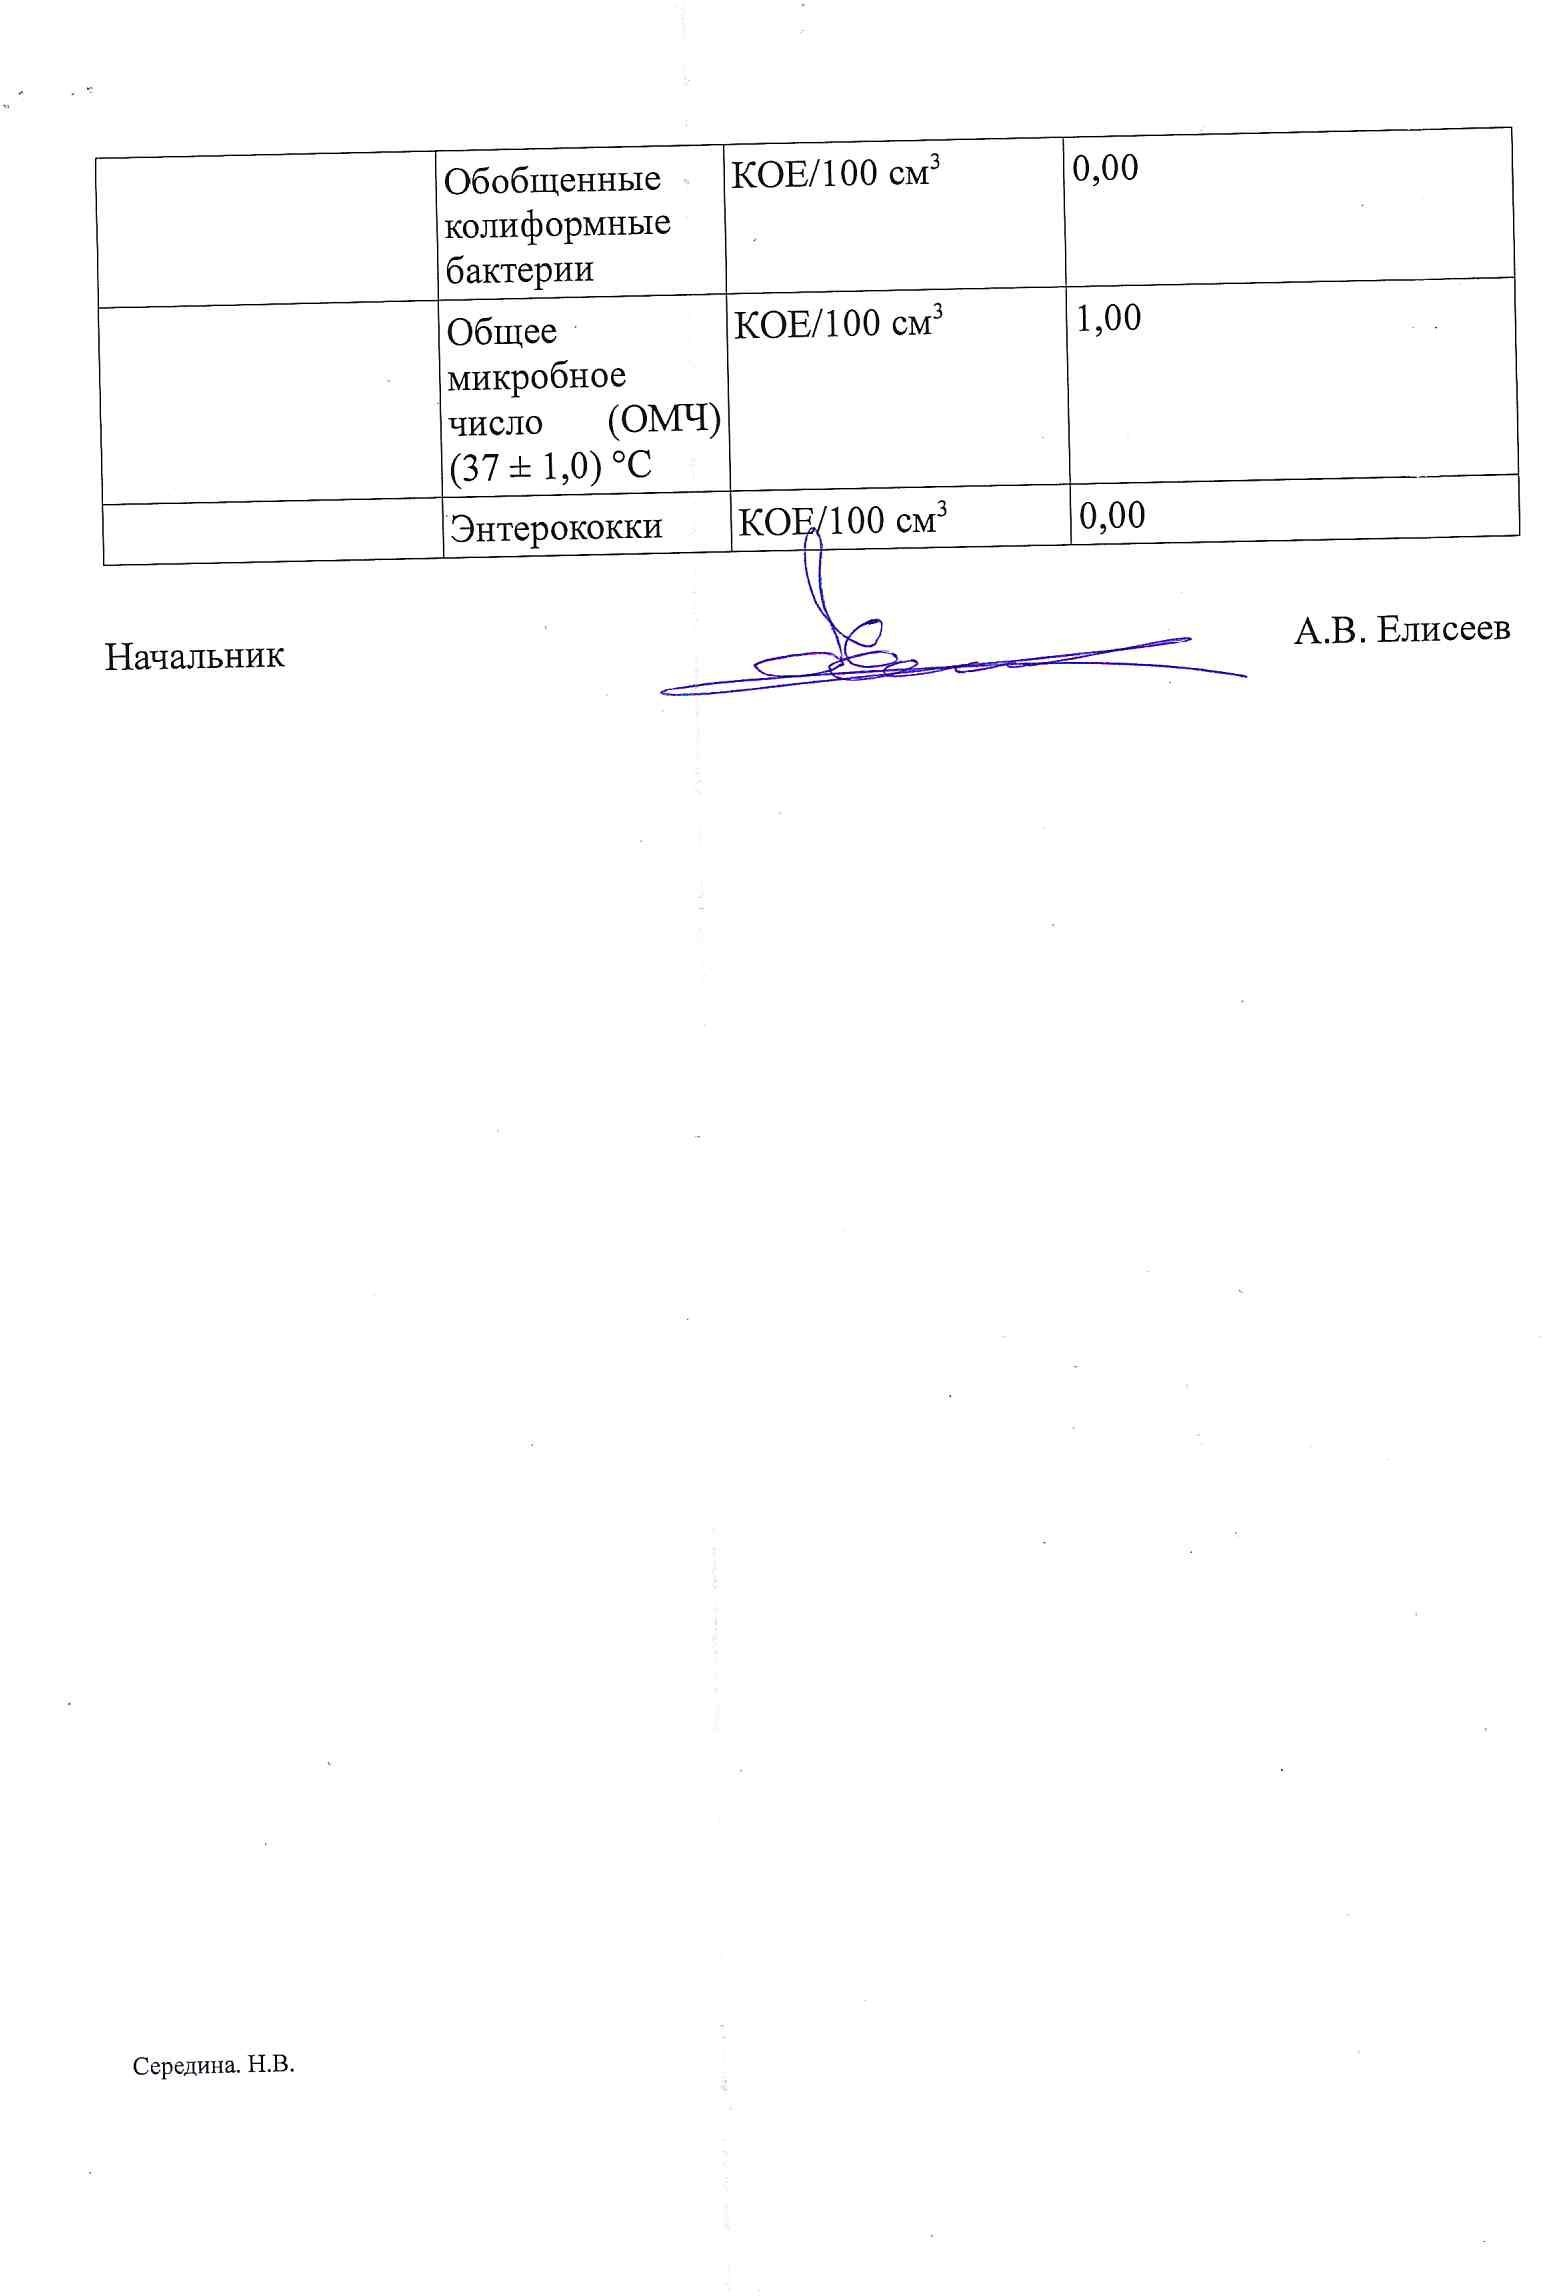 Обобщенные КОЕ/100 см³ 0,00
колиформные
бактерии
Общее КОЕ/100 см³ 1,00
микробное
число (ОМЧ)
(37 ± 1,0) °С
Энтерококки КОЕ/100 см³ 0,00
Начальник А.В. Елисеев
Середина. Н.В.